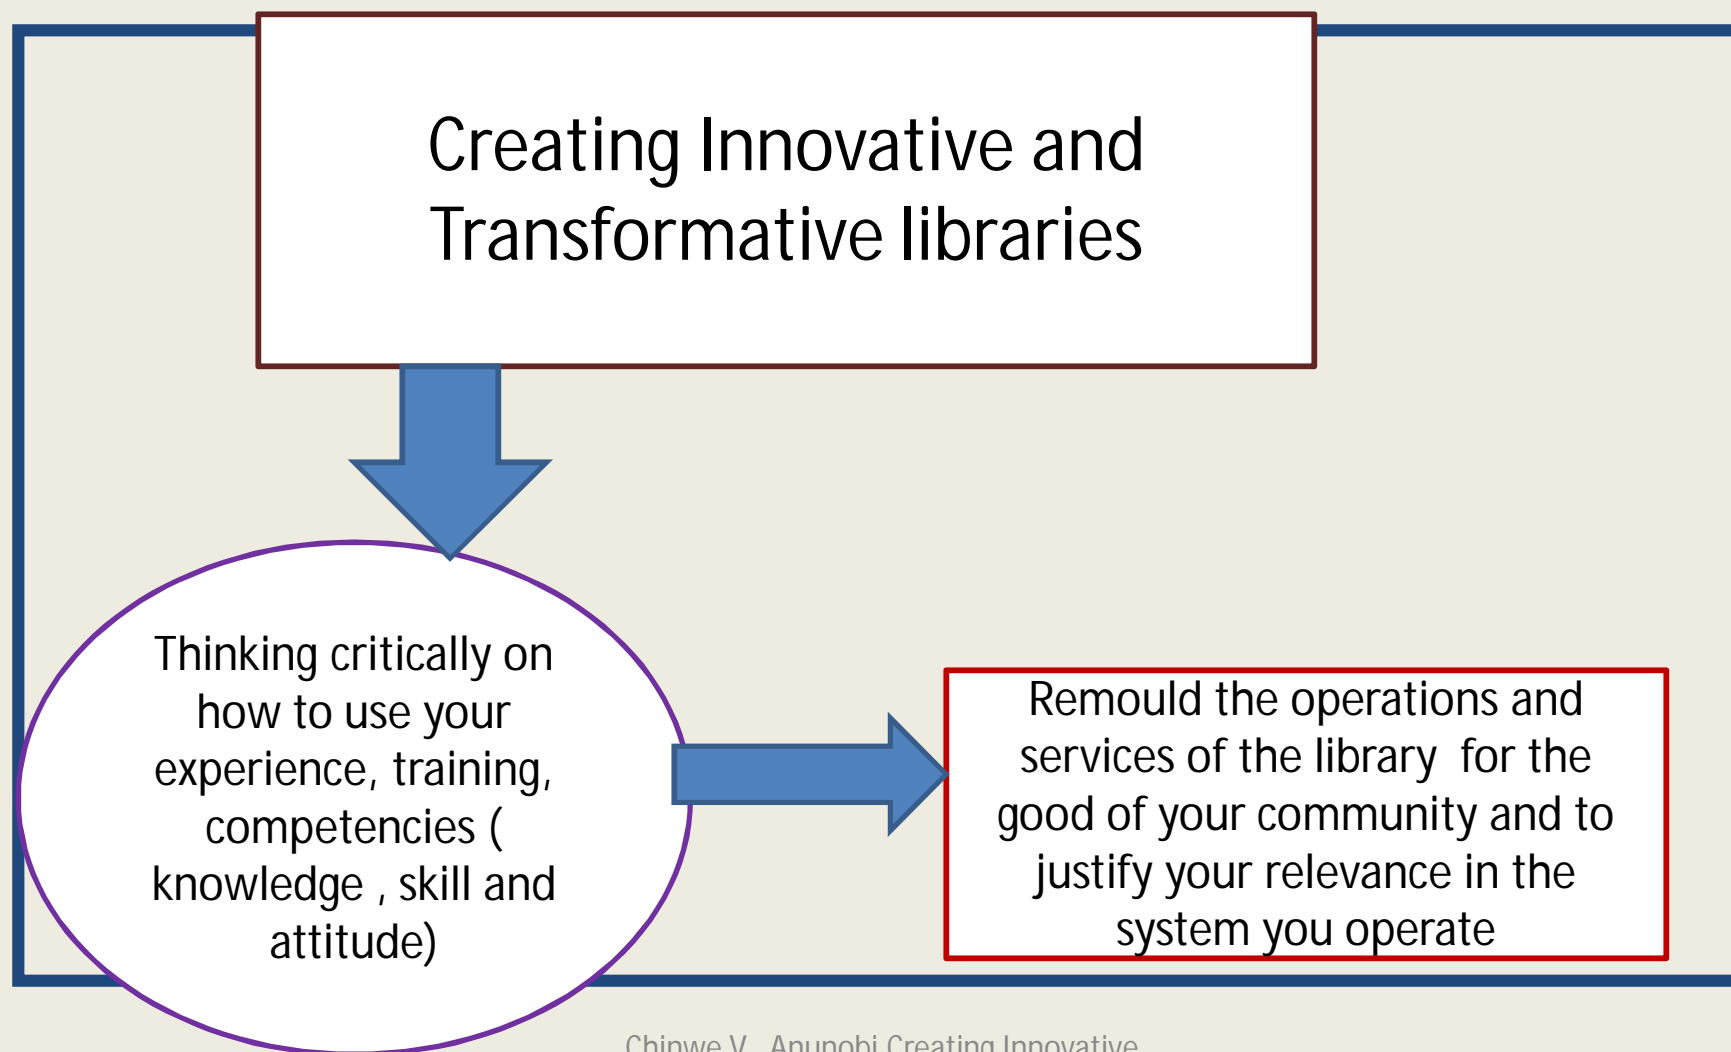 Creating Innovative and
Transformative libraries
Thinking critically on
how to use your
experience, training,
competencies (
knowledge , skill and
attitude)
Remould the operations and
services of the library  for the
good of your community and to
justify your relevance in the
system you operate
Chinwe V. Anunobi Creating Innovative